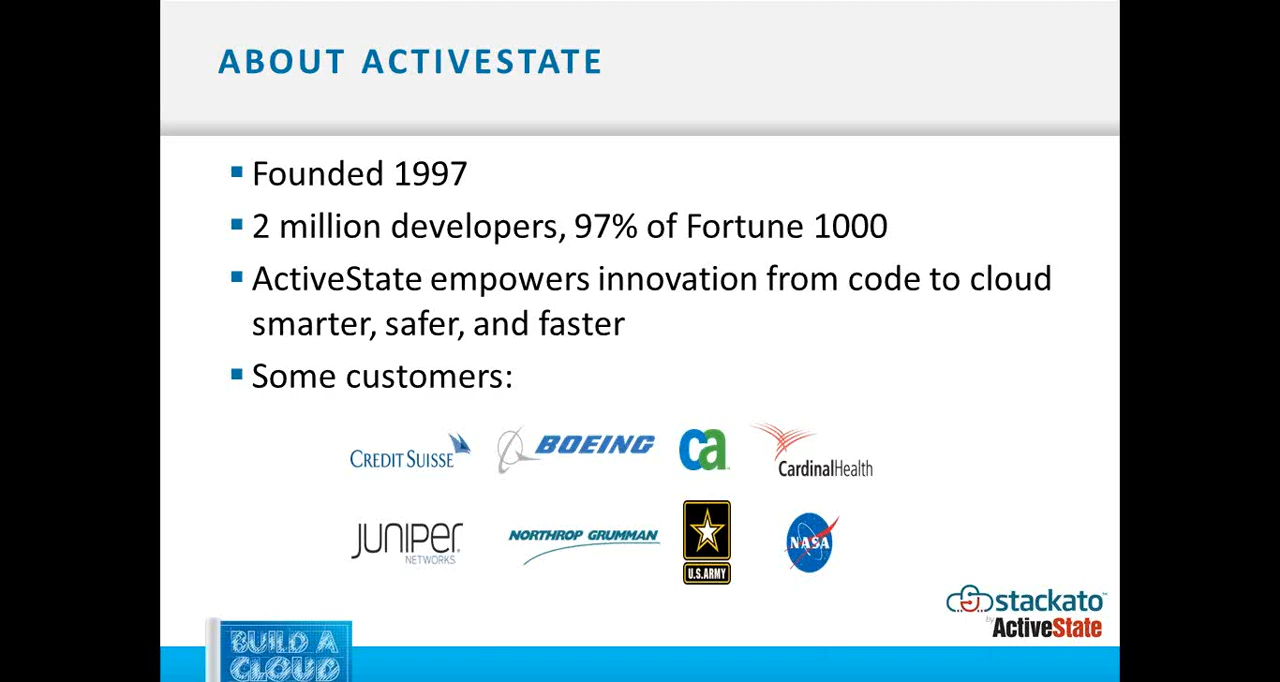 ABOUT ACTIVESTATE
Founded 1997
2 million developers, 97% of Fortune 1000
ActiveState empowers innovation from code to cloud
smarter, safer, and faster
Some customers:
CREDIT SUISSE
BOEING
ca
CardinalHealth
JUNIPER
NETWORKS
NORTHROP GRUMMAN
U.S.ARMY
NASA
stackato™
by
ActiveState
BUILD A
CLOUD